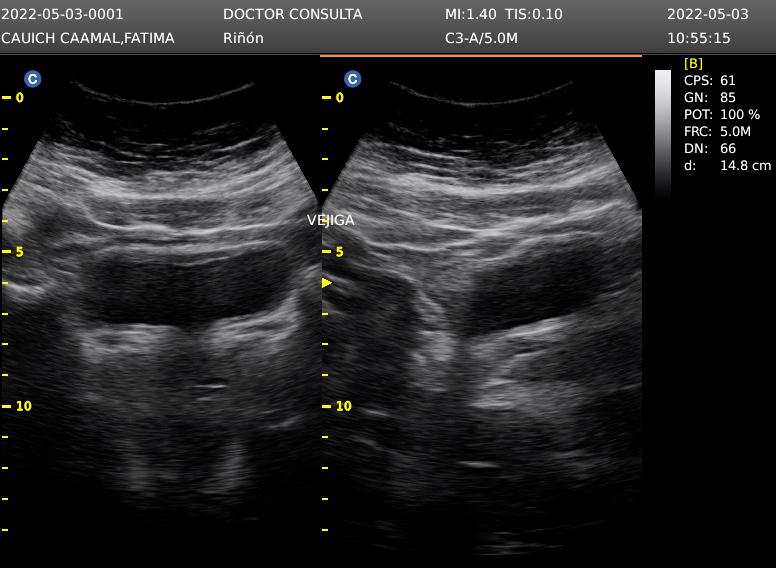 2022-05-03-0001 DOCTOR CONSULTA MI:1.40 TIS:0.10 2022-05-03
CAUICH CAAMAL,FATIMA Riñón C3-A/5.0M 10:55:15
[B]
CPS: 61
GN: 85
POT: 100 %
FRC: 5.0M
DN: 66
d: 14.8 cm
C C
0 0
VEJIGA
5 5
10 10